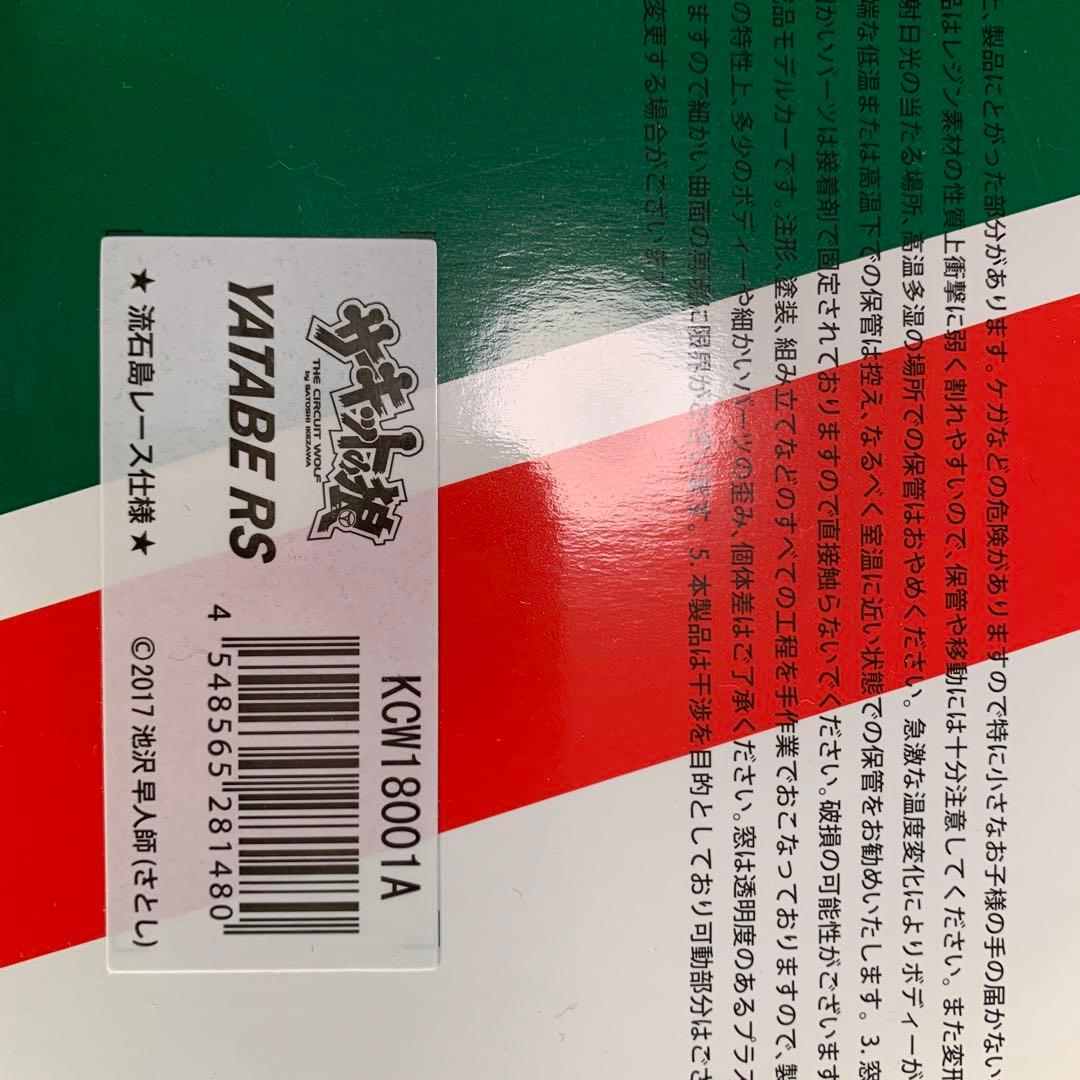 上、製品にとがった部分があります。ケガなどの危険がありますので特に小さなお子様の手の届かない
品はレジン素材の性質上衝撃に弱く割れやすいので、保管や移動には十分注意してください。また変形
射日光の当たる場所、高温多湿の場所での保管はおやめください。急激な温度変化によりボディーが
端な低温または高温下での保管は控え、なるべく室温に近い状態での保管をお勧めいたします。3. 窓
細かいパーツは接着剤で固定されておりますので直接触らないでください。破損の可能性がございます
成品モデルカーです。注形、塗装、組み立てなどのすべての工程を手作業でおこなっておりますので、製
の特性上、多少のボディーや細かいパーツの歪み、個体差はご了承ください。窓は透明度のあるプラス
ますので細かい曲面の再現に限界がございます。5. 本製品は干渉を目的としており可動部分はござ
変更する場合がございます
サーキットの狼
THE CIRCUIT WOLF
by SATOSHI IKEZAWA
YATABE RS
★ 流石島レース仕様 ★
KCW18001A
4 548565 281480
©2017 池沢 早人師 (さとし)